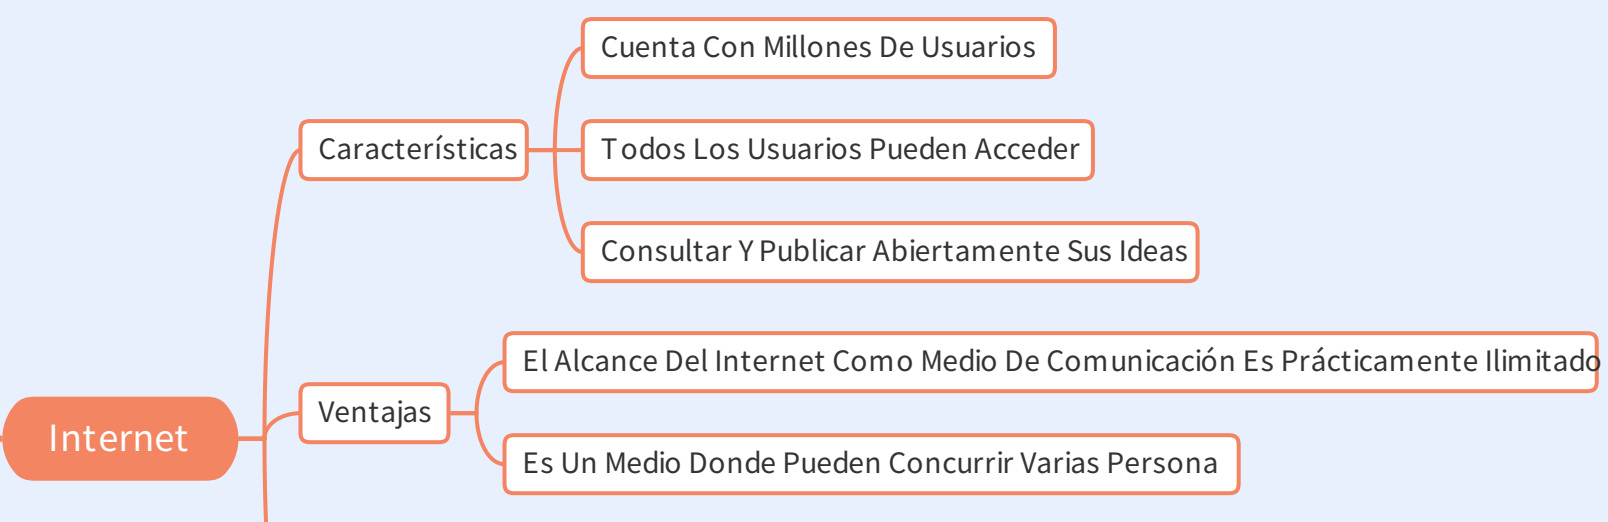 Cuenta Con Millones De Usuarios
Características
Todos Los Usuarios Pueden Acceder
Consultar Y Publicar Abiertamente Sus Ideas
El Alcance Del Internet Como Medio De Comunicación Es Prácticamente Ilimitado
Ventajas
Internet
Es Un Medio Donde Pueden Concurrir Varias Persona